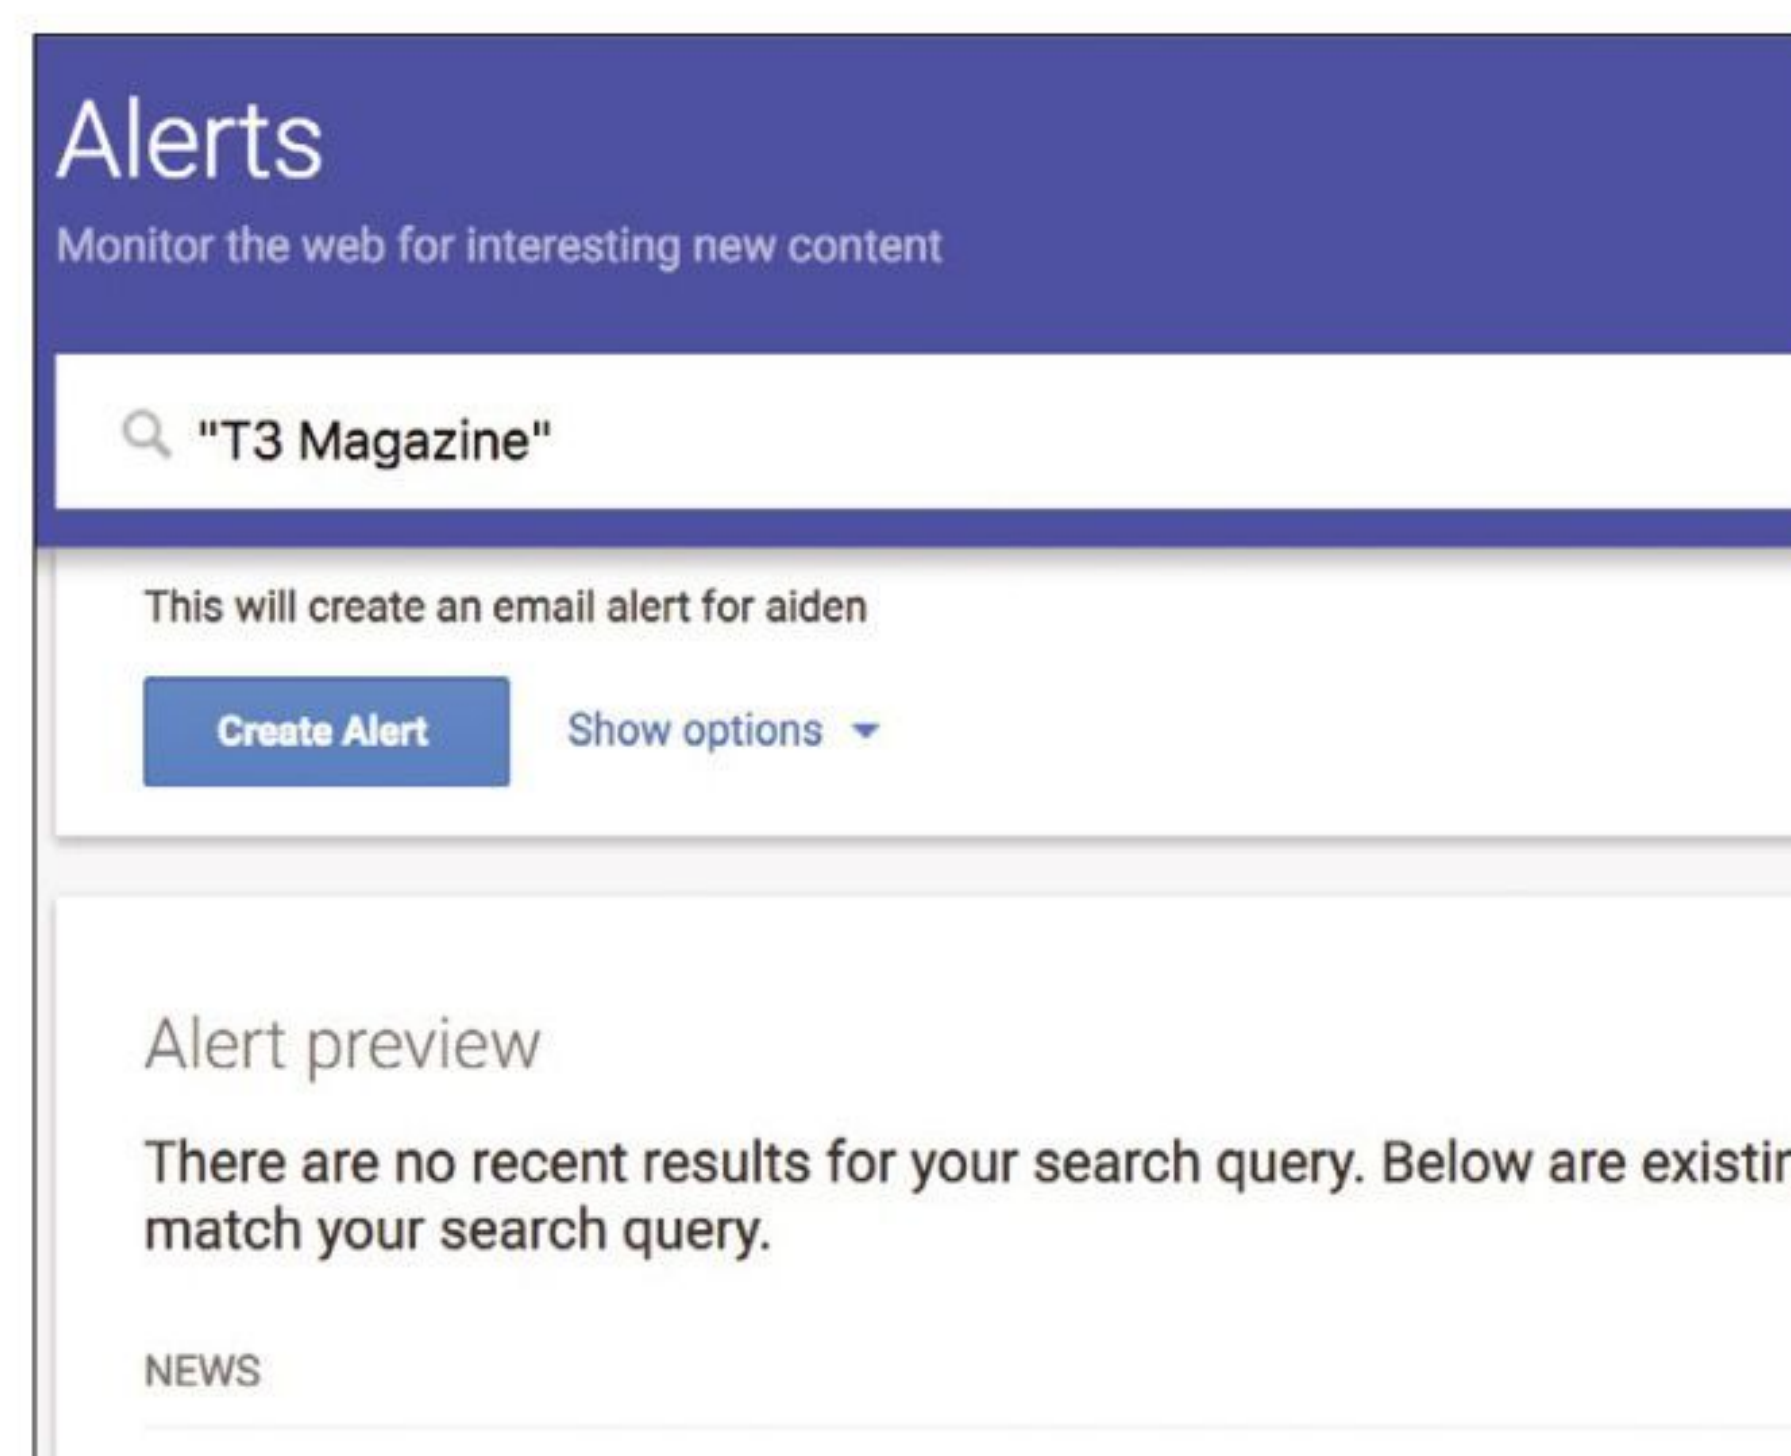 Alerts
Monitor the web for interesting new content
"T3 Magazine"
This will create an email alert for aiden
Create Alert
Show options
Alert preview
There are no recent results for your search query. Below are
match your search query.
NEWS